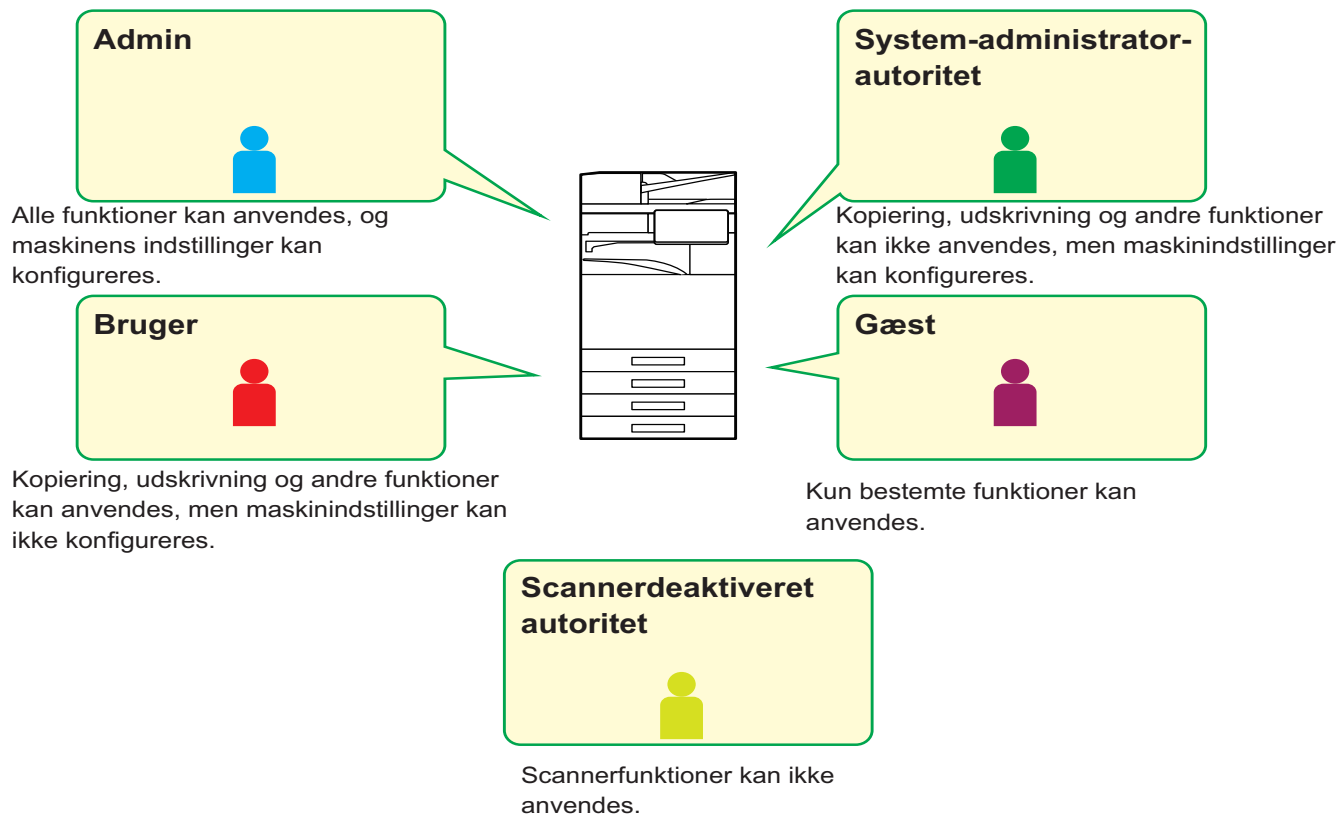 Admin
Alle funktioner kan anvendes, og
maskinens indstillinger kan
konfigureres.
System-administrator-
autoritet
Kopiering, udskrivning og andre funktioner
kan ikke anvendes, men maskinindstillinger
kan konfigureres.
Bruger
Kopiering, udskrivning og andre funktioner
kan anvendes, men maskinindstillinger kan
ikke konfigureres.
Gæst
Kun bestemte funktioner kan
anvendes.
Scannerdeaktiveret
autoritet
Scannerfunktioner kan ikke
anvendes.